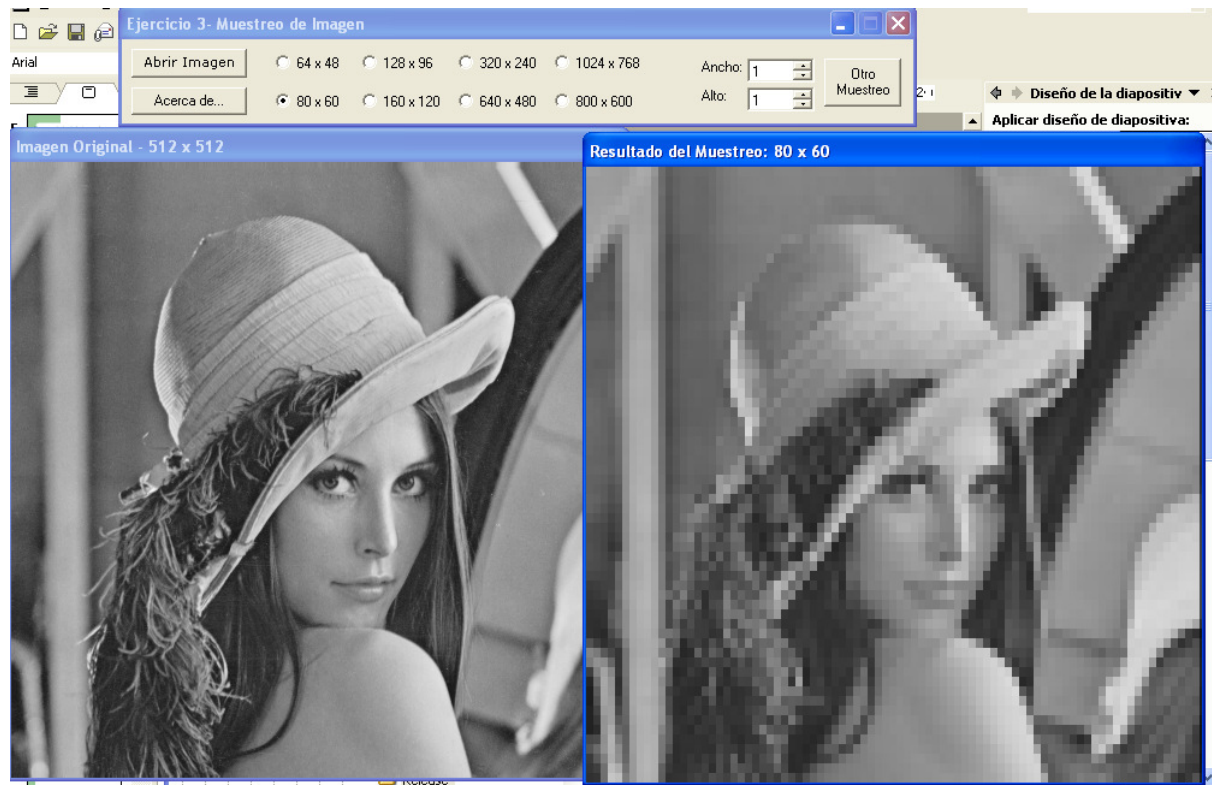 Ejercicio 3- Muestreo de Imagen
Arial
Abrir Imagen
64 x 48
128 x 96
320 x 240
1024 x 768
Ancho: 1
Otro Muestreo
Acerca de...
80 x 60
160 x 120
640 x 480
800 x 600
Alto: 1
Diseño de la diapositiv
Aplicar diseño de diapositiva:
Imagen Original - 512 x 512
Resultado del Muestreo: 80 x 60
Release